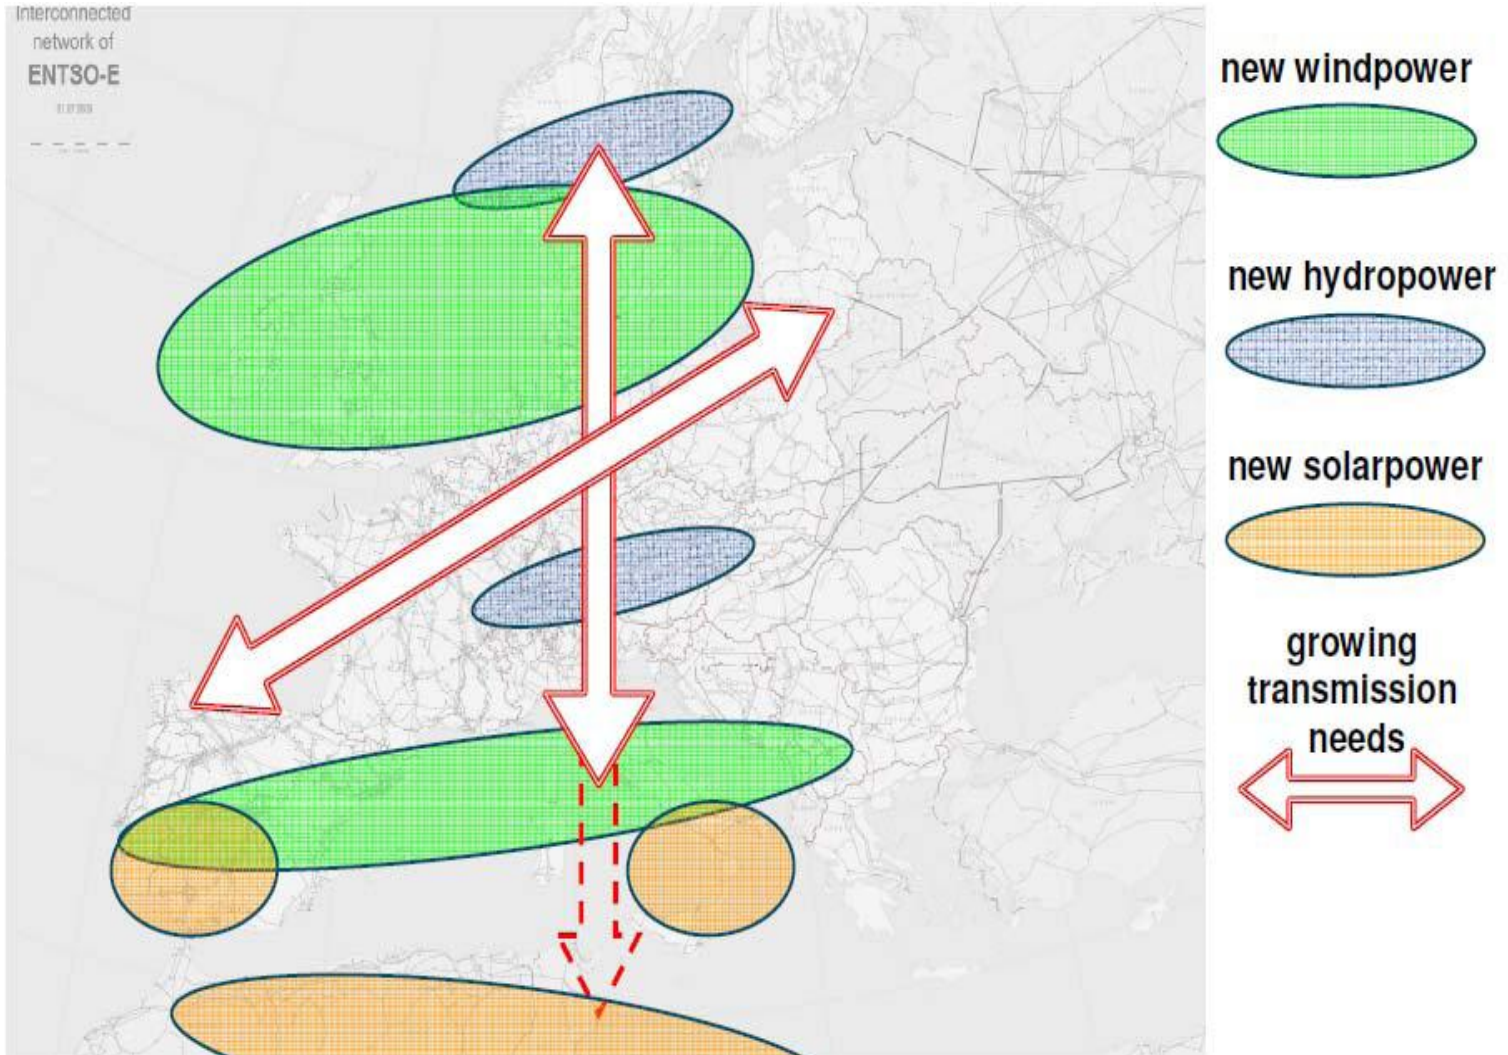 Interconnected
network of
ENTSO-E
new windpower
new hydropower
new solarpower
growing
transmission
needs